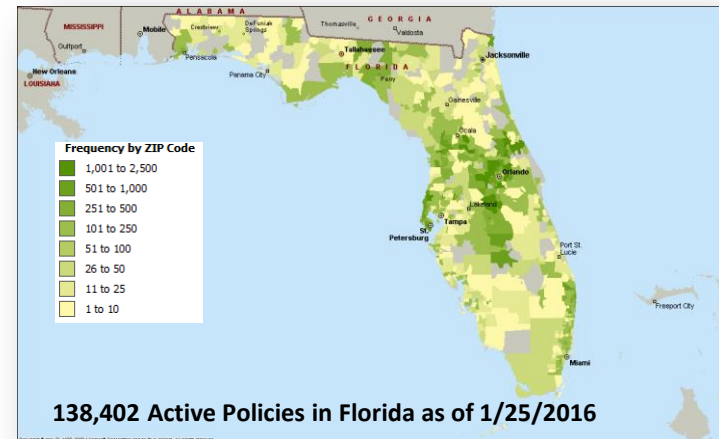 ALABAMA
GEORGIA
MISSISSIPPI
Mobile
Crestview
DeFuniak
Springs
Thomasville
Valdosta
Gulfport
Pensacola
Tallahassee
Jacksonville
New Orleans
LOUISIANA
Panama City
FLORIDA
Perry
Gainesville
Ocala
Frequency by ZIP Code
1,001 to 2,500
501 to 1,000
251 to 500
101 to 250
51 to 100
26 to 50
11 to 25
1 to 10
Orlando
Lakeland
Tampa
St.
Petersburg
Port St.
Lucie
Freeport City
Miami
138,402 Active Policies in Florida as of 1/25/2016